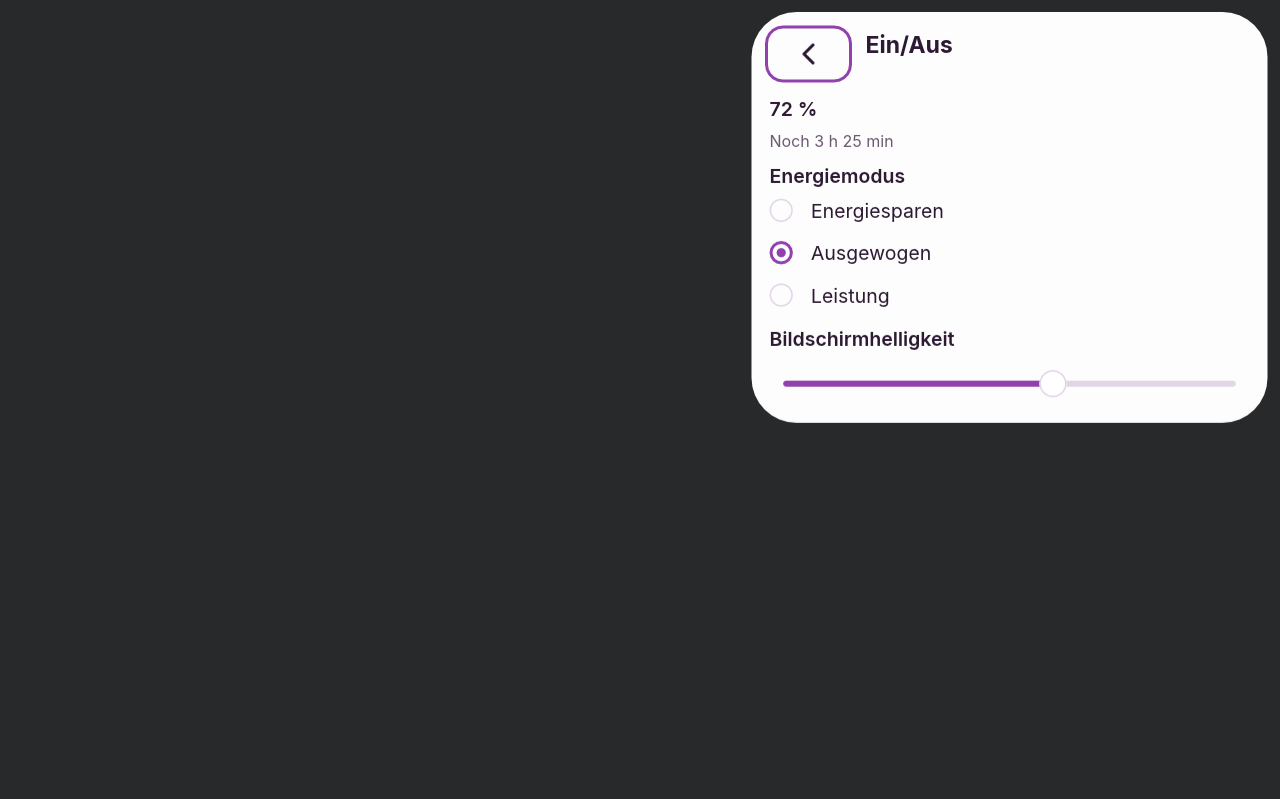 Ein/Aus
72 %
Noch 3 h 25 min
Energiemodus
Energiesparen
Ausgewogen
Leistung
Bildschirmhelligkeit